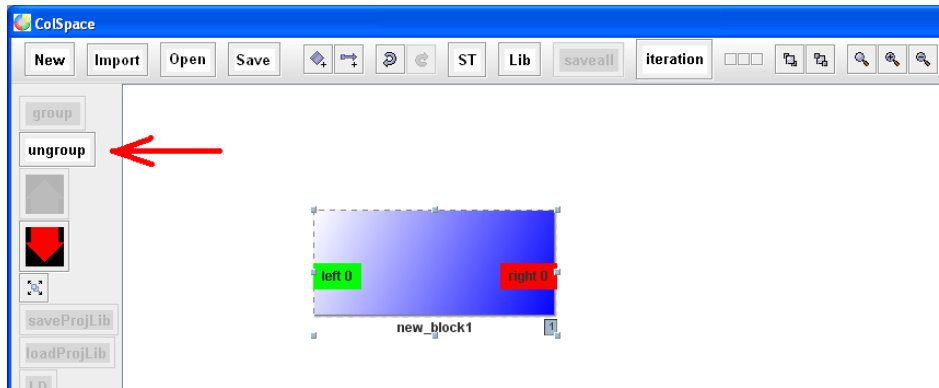 ColSpace
New Import Open Save ST Lib saveall iteration
group
ungroup
left 0 right 0
new_block1 1
saveProjLib
loadProjLib
LD